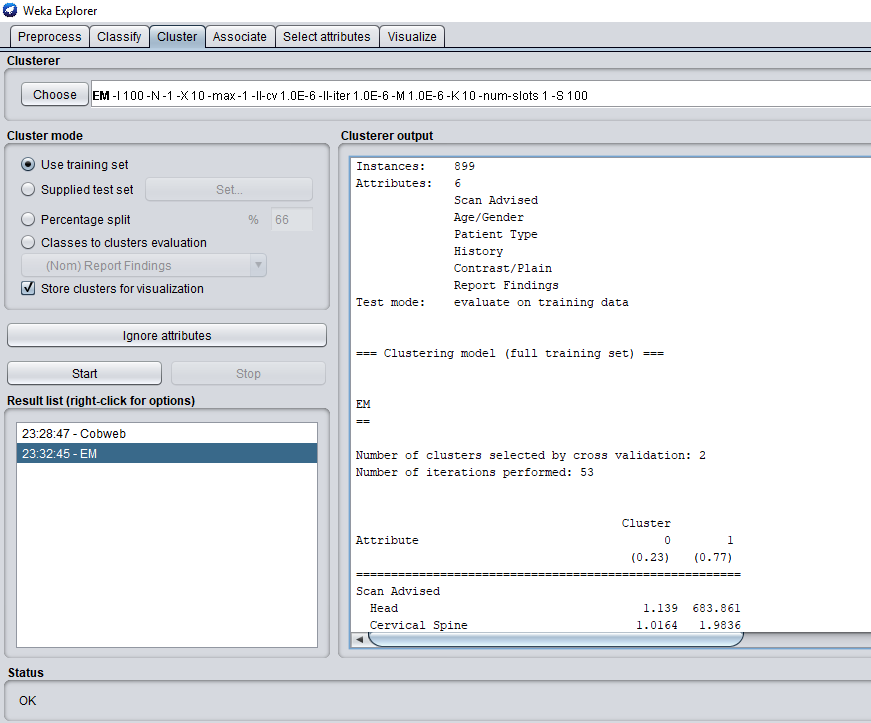 Weka Explorer
Preprocess Classify Cluster Associate Select attributes Visualize
Clusterer
Choose EM -I 100 -N -1 -X 10 -max -1 -ll-cv 1.0E-6 -ll-iter 1.0E-6 -M 1.0E-6 -K 10 -num-slots 1 -S 100
Cluster mode
Use training set
Supplied test set Set...
Percentage split % 66
Classes to clusters evaluation
(Nom) Report Findings
Store clusters for visualization
Ignore attributes
Start Stop
Result list (right-click for options)
23:28:47 - Cobweb
23:32:45 - EM
Clusterer output
Instances: 899
Attributes: 6
Scan Advised
Age/Gender
Patient Type
History
Contrast/Plain
Report Findings
Test mode: evaluate on training data
=== Clustering model (full training set) ===
EM
==
Number of clusters selected by cross validation: 2
Number of iterations performed: 53
Cluster
Attribute 0 1
(0.23) (0.77)
=======================================================
Scan Advised
Head 1.139 683.861
Cervical Spine 1.0164 1.9836
Status
OK